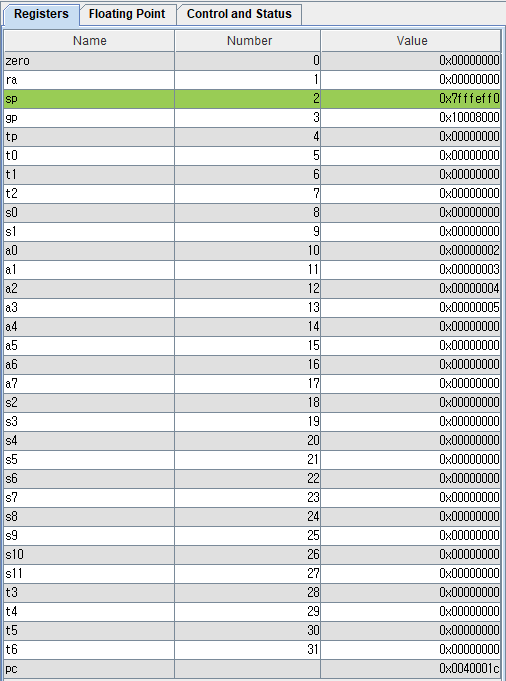 Registers Floating Point Control and Status
Name Number Value
zero 0 0x00000000
ra 1 0x00000000
sp 2 0x7fffeff0
gp 3 0x10008000
tp 4 0x00000000
t0 5 0x00000000
t1 6 0x00000000
t2 7 0x00000000
s0 8 0x00000000
s1 9 0x00000000
a0 10 0x00000002
a1 11 0x00000003
a2 12 0x00000004
a3 13 0x00000005
a4 14 0x00000000
a5 15 0x00000000
a6 16 0x00000000
a7 17 0x00000000
s2 18 0x00000000
s3 19 0x00000000
s4 20 0x00000000
s5 21 0x00000000
s6 22 0x00000000
s7 23 0x00000000
s8 24 0x00000000
s9 25 0x00000000
s10 26 0x00000000
s11 27 0x00000000
t3 28 0x00000000
t4 29 0x00000000
t5 30 0x00000000
t6 31 0x00000000
pc 0x0040001c